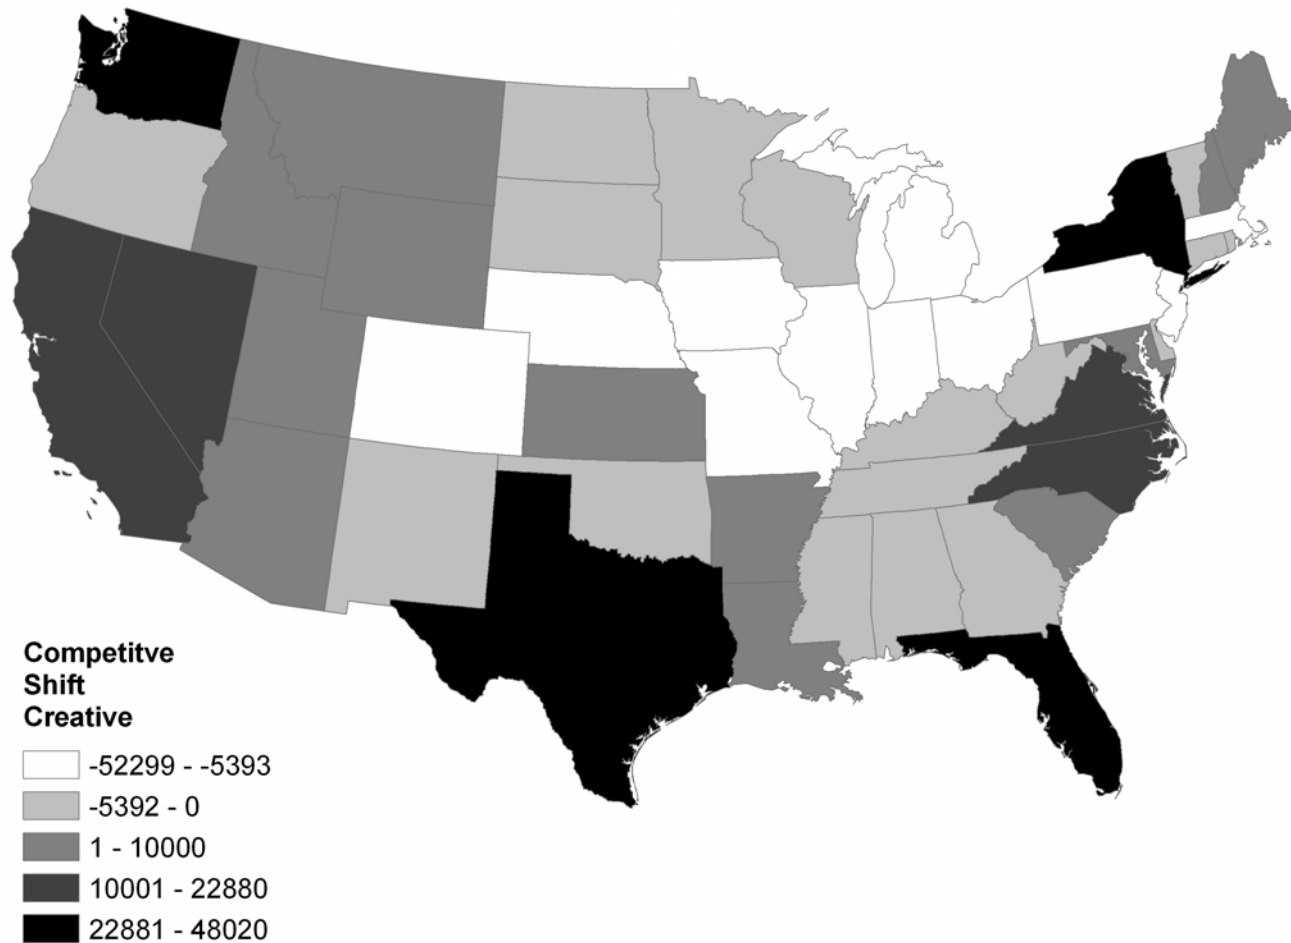 Competitve
Shift
Creative
-52299 - -5393
-5392 - 0
1 - 10000
10001 - 22880
22881 - 48020